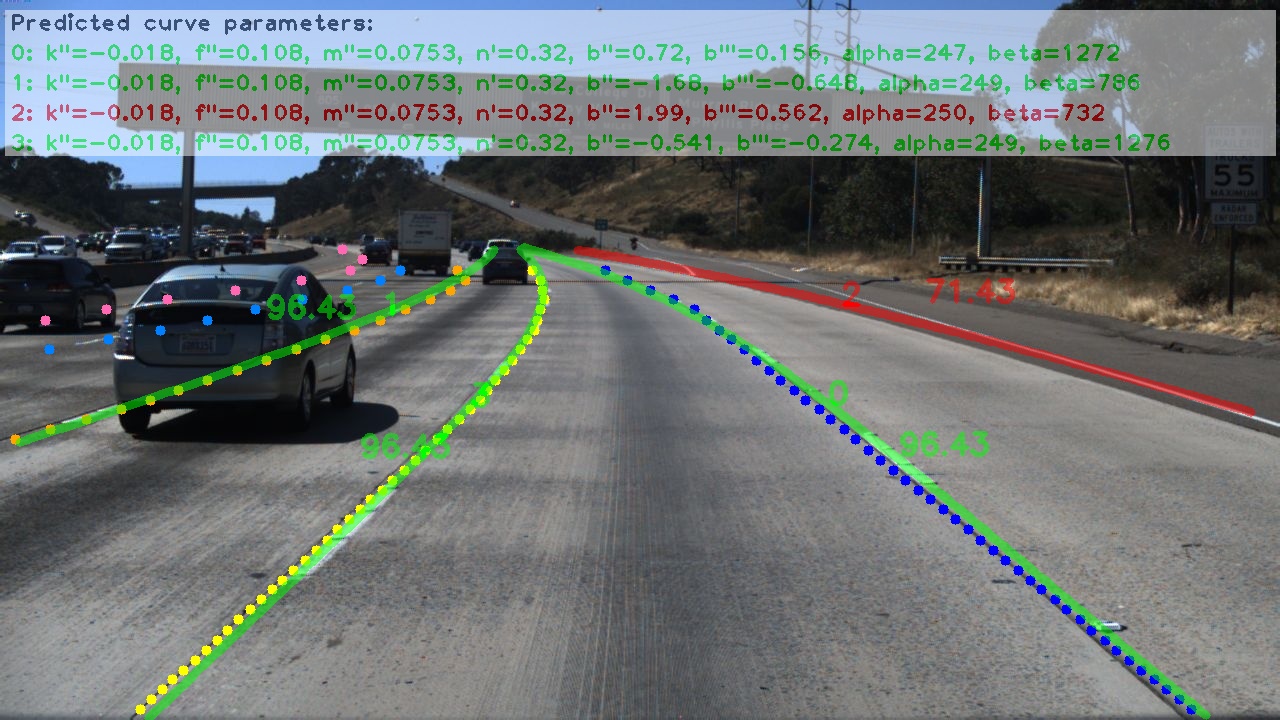 Predicted curve parameters:
0: k''=-0.018, f''=0.108, m''=0.0753, n'=0.32, b''=0.72, b'''=0.156, alpha=247, beta=1272
1: k''=-0.018, f''=0.108, m''=0.0753, n'=0.32, b''=-1.68, b'''=-0.648, alpha=249, beta=786
2: k''=-0.018, f''=0.108, m''=0.0753, n'=0.32, b''=1.99, b'''=0.562, alpha=250, beta=732
3: k''=-0.018, f''=0.108, m''=0.0753, n'=0.32, b''=-0.541, b'''=-0.274, alpha=249, beta=1276
55
MAXIMUM
RADAR
ENFORCED
96.43 1
2 71.43
0
96.43
96.43